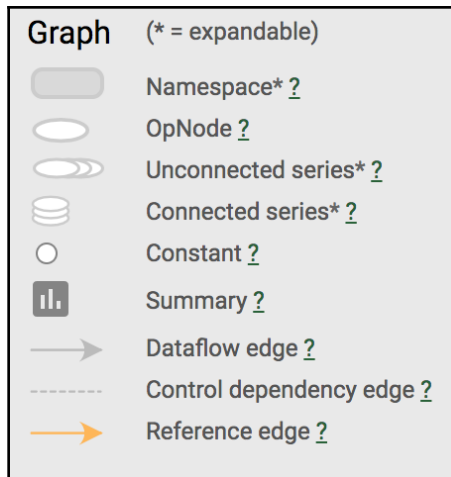 Graph (* = expandable)
Namespace* ?
OpNode ?
Unconnected series* ?
Connected series* ?
Constant ?
Summary ?
Dataflow edge ?
Control dependency edge ?
Reference edge ?